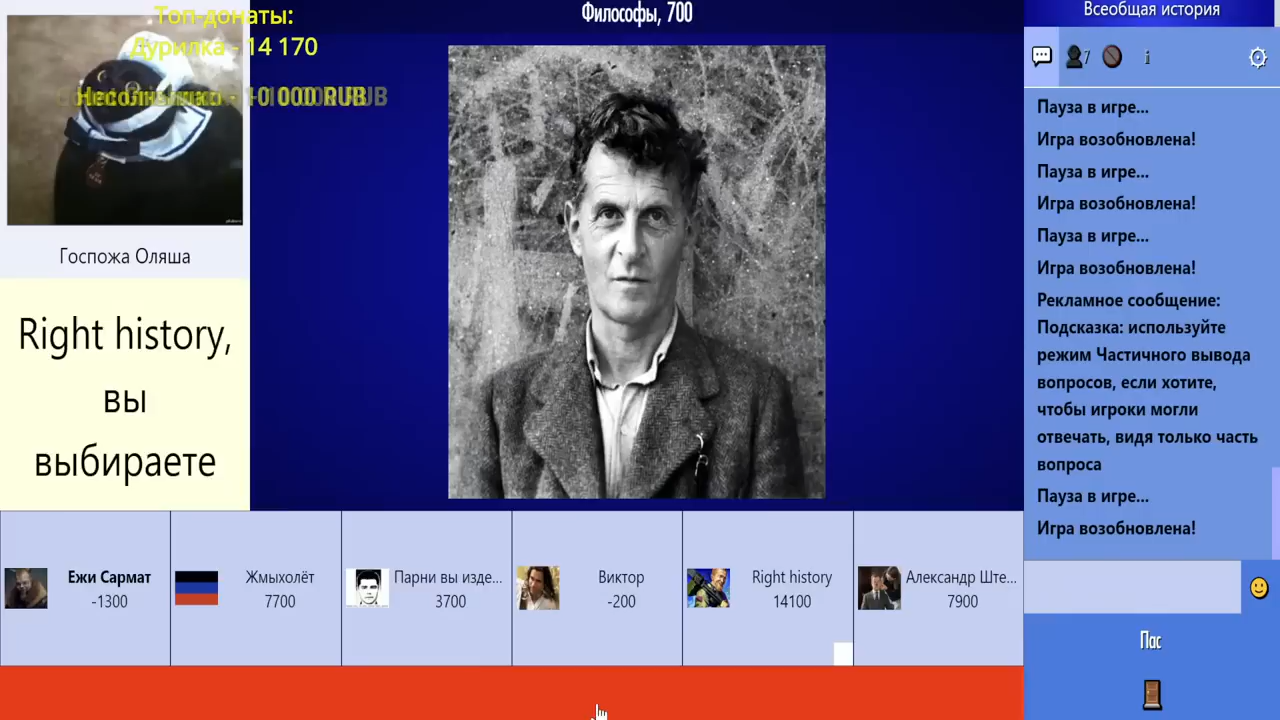 Топ-донаты:
Дурилка - 14 170
RUB
Философы, 700
Госпожа Оляша
Right history,
вы
выбираете
Ежи Сармат
-1300
Жмыхолёт
7700
Парни вы изде...
3700
Виктор
-200
Right history
14100
Александр Ште...
7900
Всеобщая история
7
i
Пауза в игре...
Игра возобновлена!
Пауза в игре...
Игра возобновлена!
Пауза в игре...
Игра возобновлена!
Рекламное сообщение:
Подсказка: используйте
режим Частичного вывода
вопросов, если хотите,
чтобы игроки могли
отвечать, видя только часть
вопроса
Пауза в игре...
Игра возобновлена!
Пас